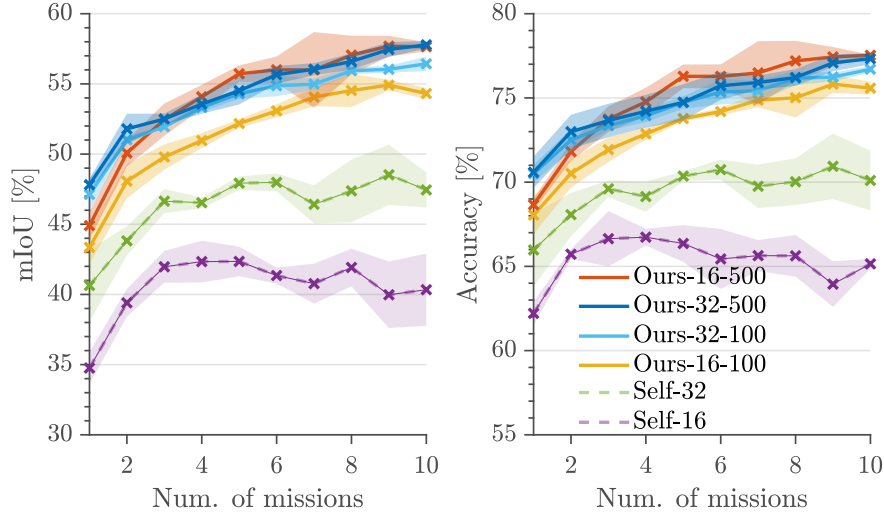 60
55
50
45
40
35
30
mIoU [%]
2 4 6 8 10
Num. of missions
80
75
70
65
60
55
Accuracy [%]
Ours-16-500
Ours-32-500
Ours-32-100
Ours-16-100
Self-32
Self-16
2 4 6 8 10
Num. of missions